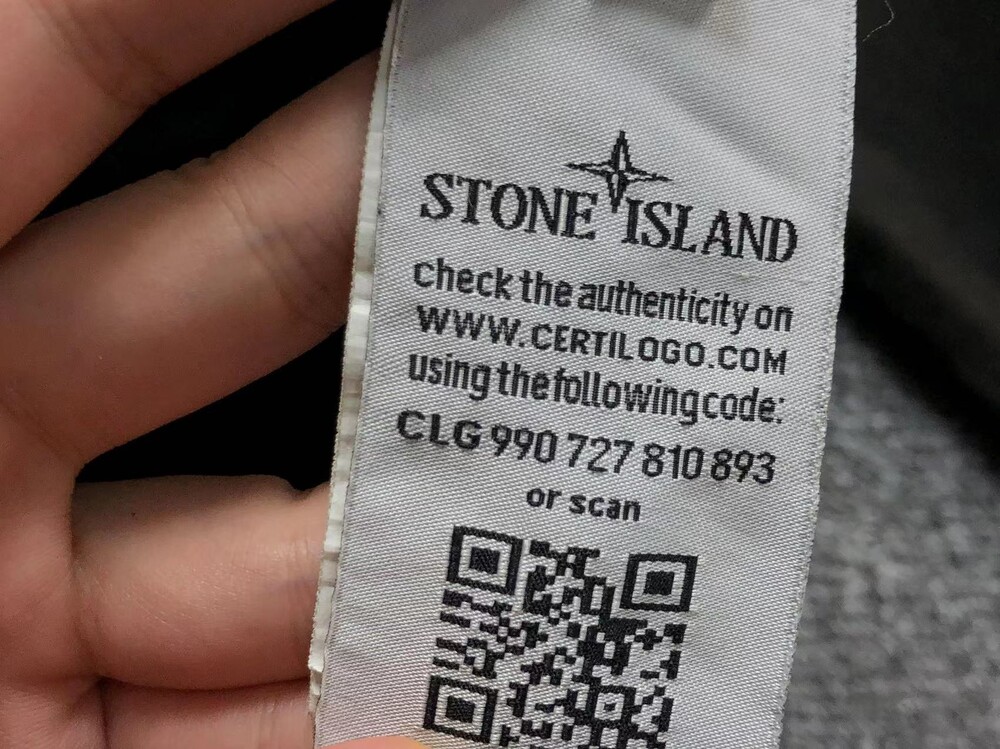 STONE ISLAND
check the authenticity on
WWW.CERTILOGO.COM
using the following code:
CLG 990 727 810 893
or scan